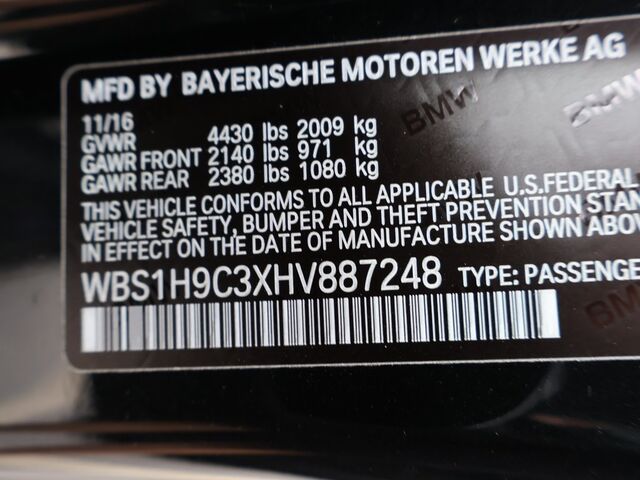 MFD BY BAYERISCHE MOTOREN WERKE AG
11/16
GVWR 4430 lbs 2009 kg
GAWR FRONT 2140 lbs 971 kg
GAWR REAR 2380 lbs 1080 kg
THIS VEHICLE CONFORMS TO ALL APPLICABLE U.S.FEDERAL
VEHICLE SAFETY, BUMPER AND THEFT PREVENTION STAN
IN EFFECT ON THE DATE OF MANUFACTURE SHOWN ABOV
WBS1H9C3XHV887248 TYPE: PASSENGE
BMW
BMW